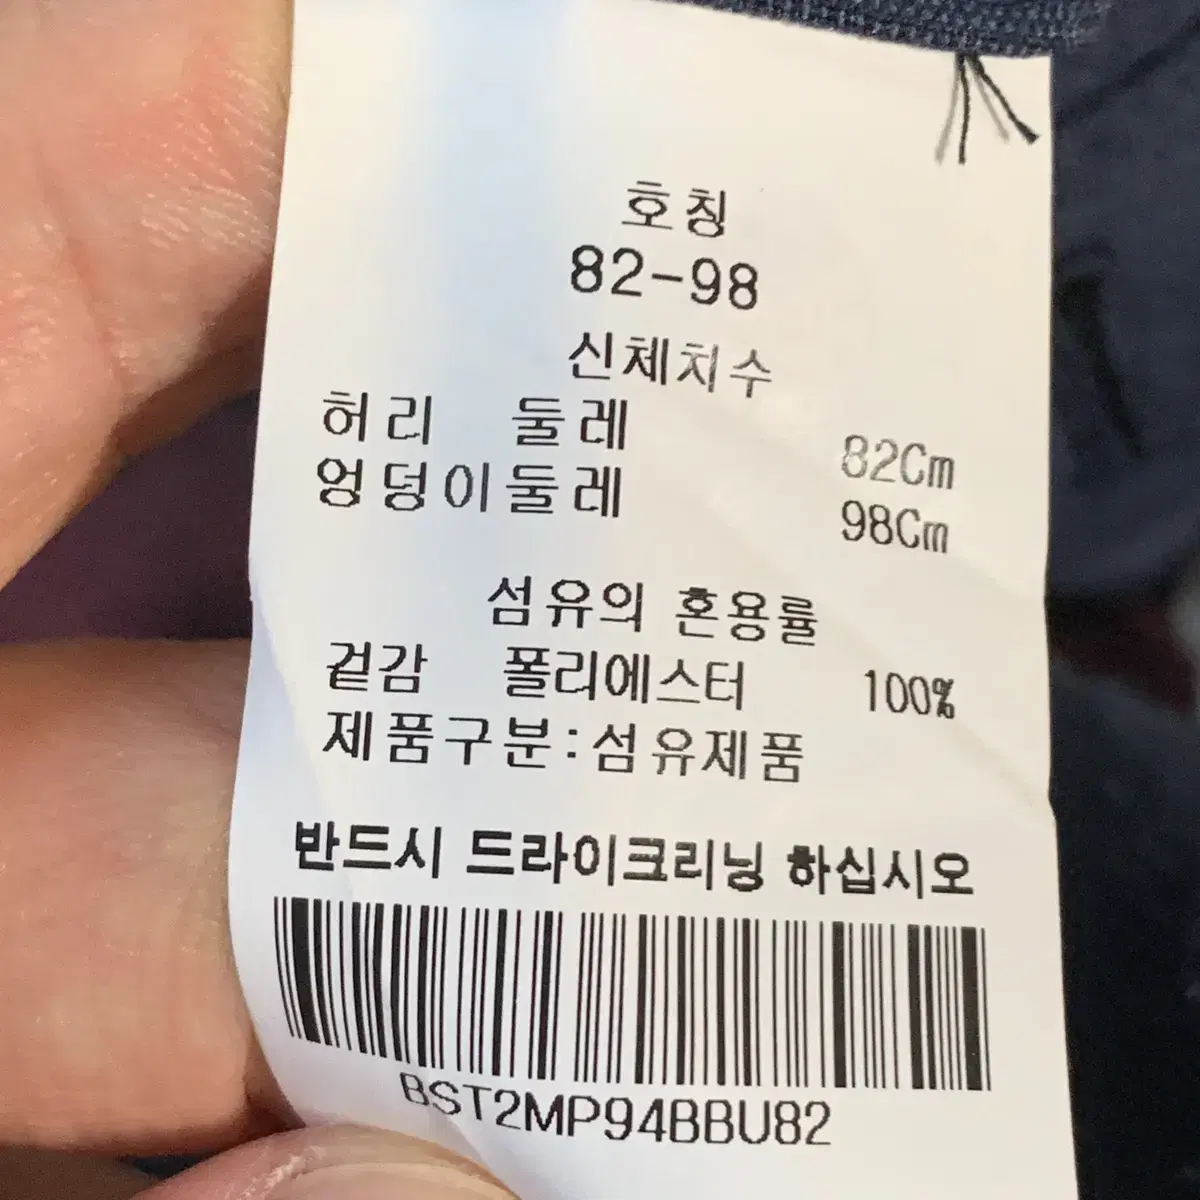 호칭
82-98
신체치수
허리 둘레 82Cm
엉덩이둘레 98Cm
섬유의 혼용률
겉감 폴리에스터 100%
제품구분:섬유제품
반드시 드라이크리닝 하십시오
BST2MP94BBU82